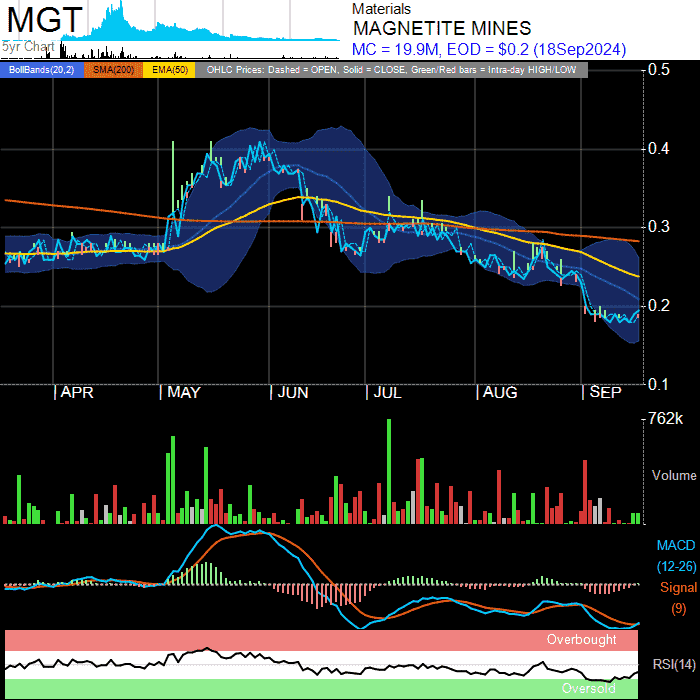 MGT
5yr Chart
Materials
MAGNETITE MINES
MC = 19.9M, EOD = $0.2 (18Sep2024)
BollBands(20,2) SMA(200) EMA(50) OHLC Prices: Dashed = OPEN, Solid = CLOSE, Green/Red bars = Intra-day HIGH/LOW
0.5
0.4
0.3
0.2
0.1
APR MAY JUN JUL AUG SEP
762k
Volume
MACD
(12-26)
Signal
(9)
Overbought
RSI(14)
Oversold